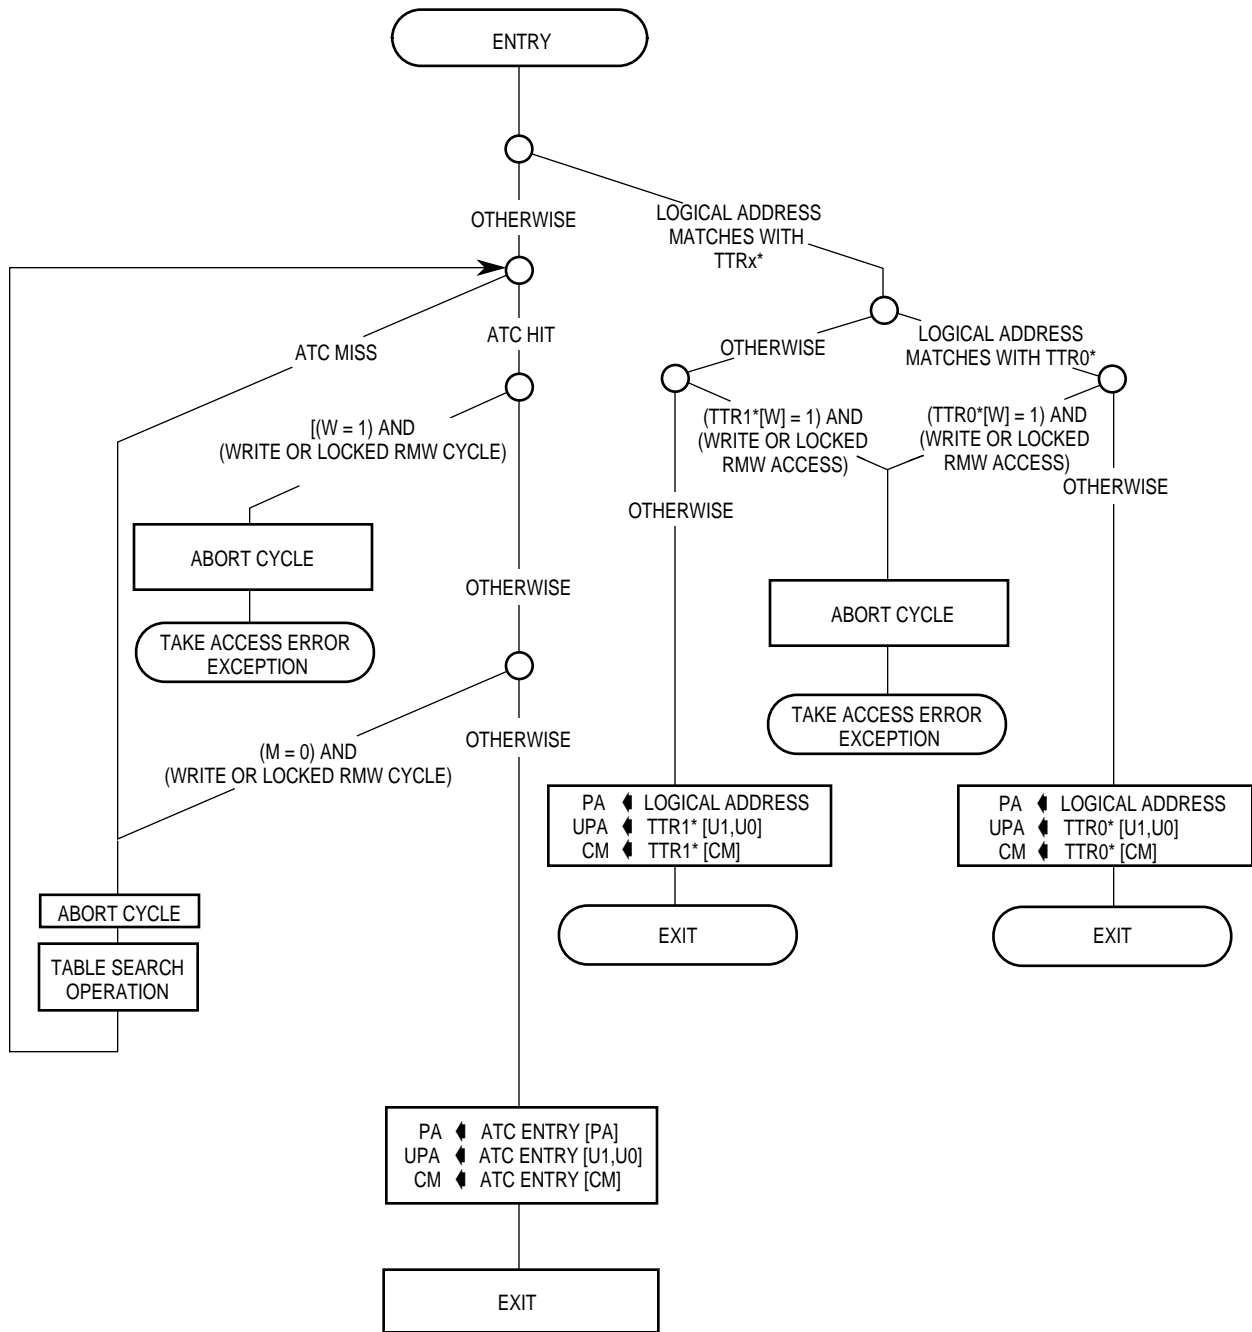 ENTRY
OTHERWISE
LOGICAL ADDRESS
MATCHES WITH
TTRx*
ATC MISS
ATC HIT
OTHERWISE
LOGICAL ADDRESS
MATCHES WITH TTR0*
[(W = 1) AND
(WRITE OR LOCKED RMW CYCLE)
(TTR1*[W] = 1) AND
(WRITE OR LOCKED
RMW ACCESS)
(TTR0*[W] = 1) AND
(WRITE OR LOCKED
RMW ACCESS)
OTHERWISE
OTHERWISE
ABORT CYCLE
TAKE ACCESS ERROR
EXCEPTION
OTHERWISE
ABORT CYCLE
TAKE ACCESS ERROR
EXCEPTION
(M = 0) AND
(WRITE OR LOCKED RMW CYCLE)
OTHERWISE
PA LOGICAL ADDRESS
UPA TTR1* [U1,U0]
CM TTR1* [CM]
PA LOGICAL ADDRESS
UPA TTR0* [U1,U0]
CM TTR0* [CM]
ABORT CYCLE
TABLE SEARCH
OPERATION
EXIT
EXIT
PA ATC ENTRY [PA]
UPA ATC ENTRY [U1,U0]
CM ATC ENTRY [CM]
EXIT